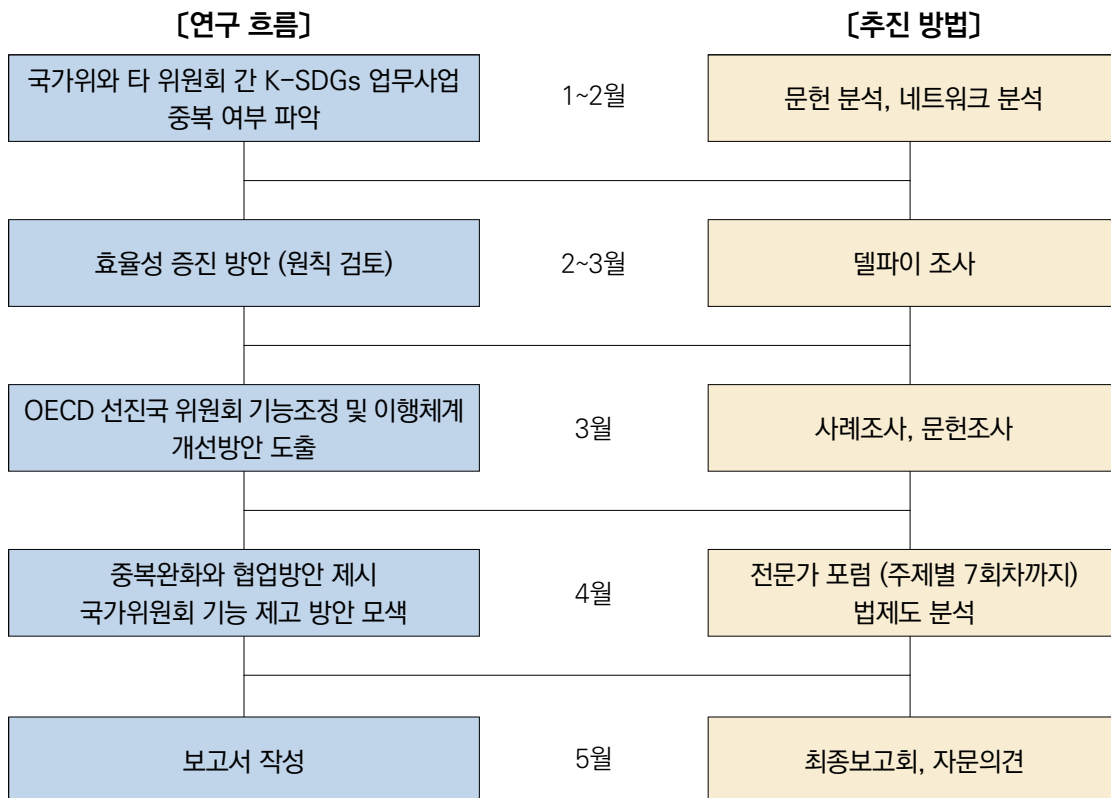 〔연구 흐름〕
〔추진 방법〕
국가위와 타 위원회 간 K-SDGs 업무사업
중복 여부 파악
1~2월
문헌 분석, 네트워크 분석
효율성 증진 방안 (원칙 검토)
2~3월
델파이 조사
OECD 선진국 위원회 기능조정 및 이행체계
개선방안 도출
3월
사례조사, 문헌조사
중복완화와 협업방안 제시
국가위원회 기능 제고 방안 모색
4월
전문가 포럼 (주제별 7회차까지)
법제도 분석
보고서 작성
5월
최종보고회, 자문의견